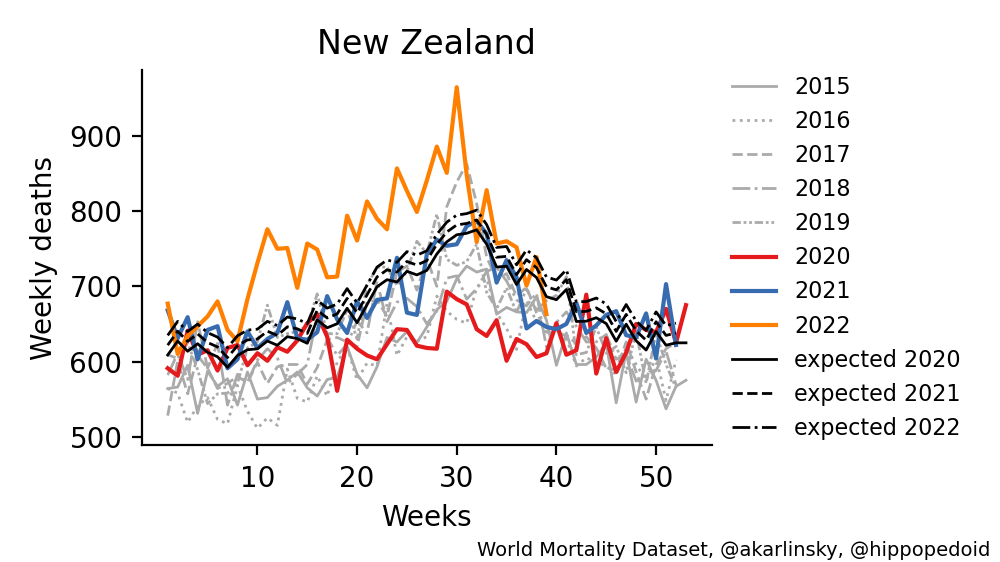 New Zealand
Weekly deaths
900
800
700
600
500
10 20 30 40 50
Weeks
2015
2016
2017
2018
2019
2020
2021
2022
expected 2020
expected 2021
expected 2022
World Mortality Dataset, @akarlinsky, @hippopedoid